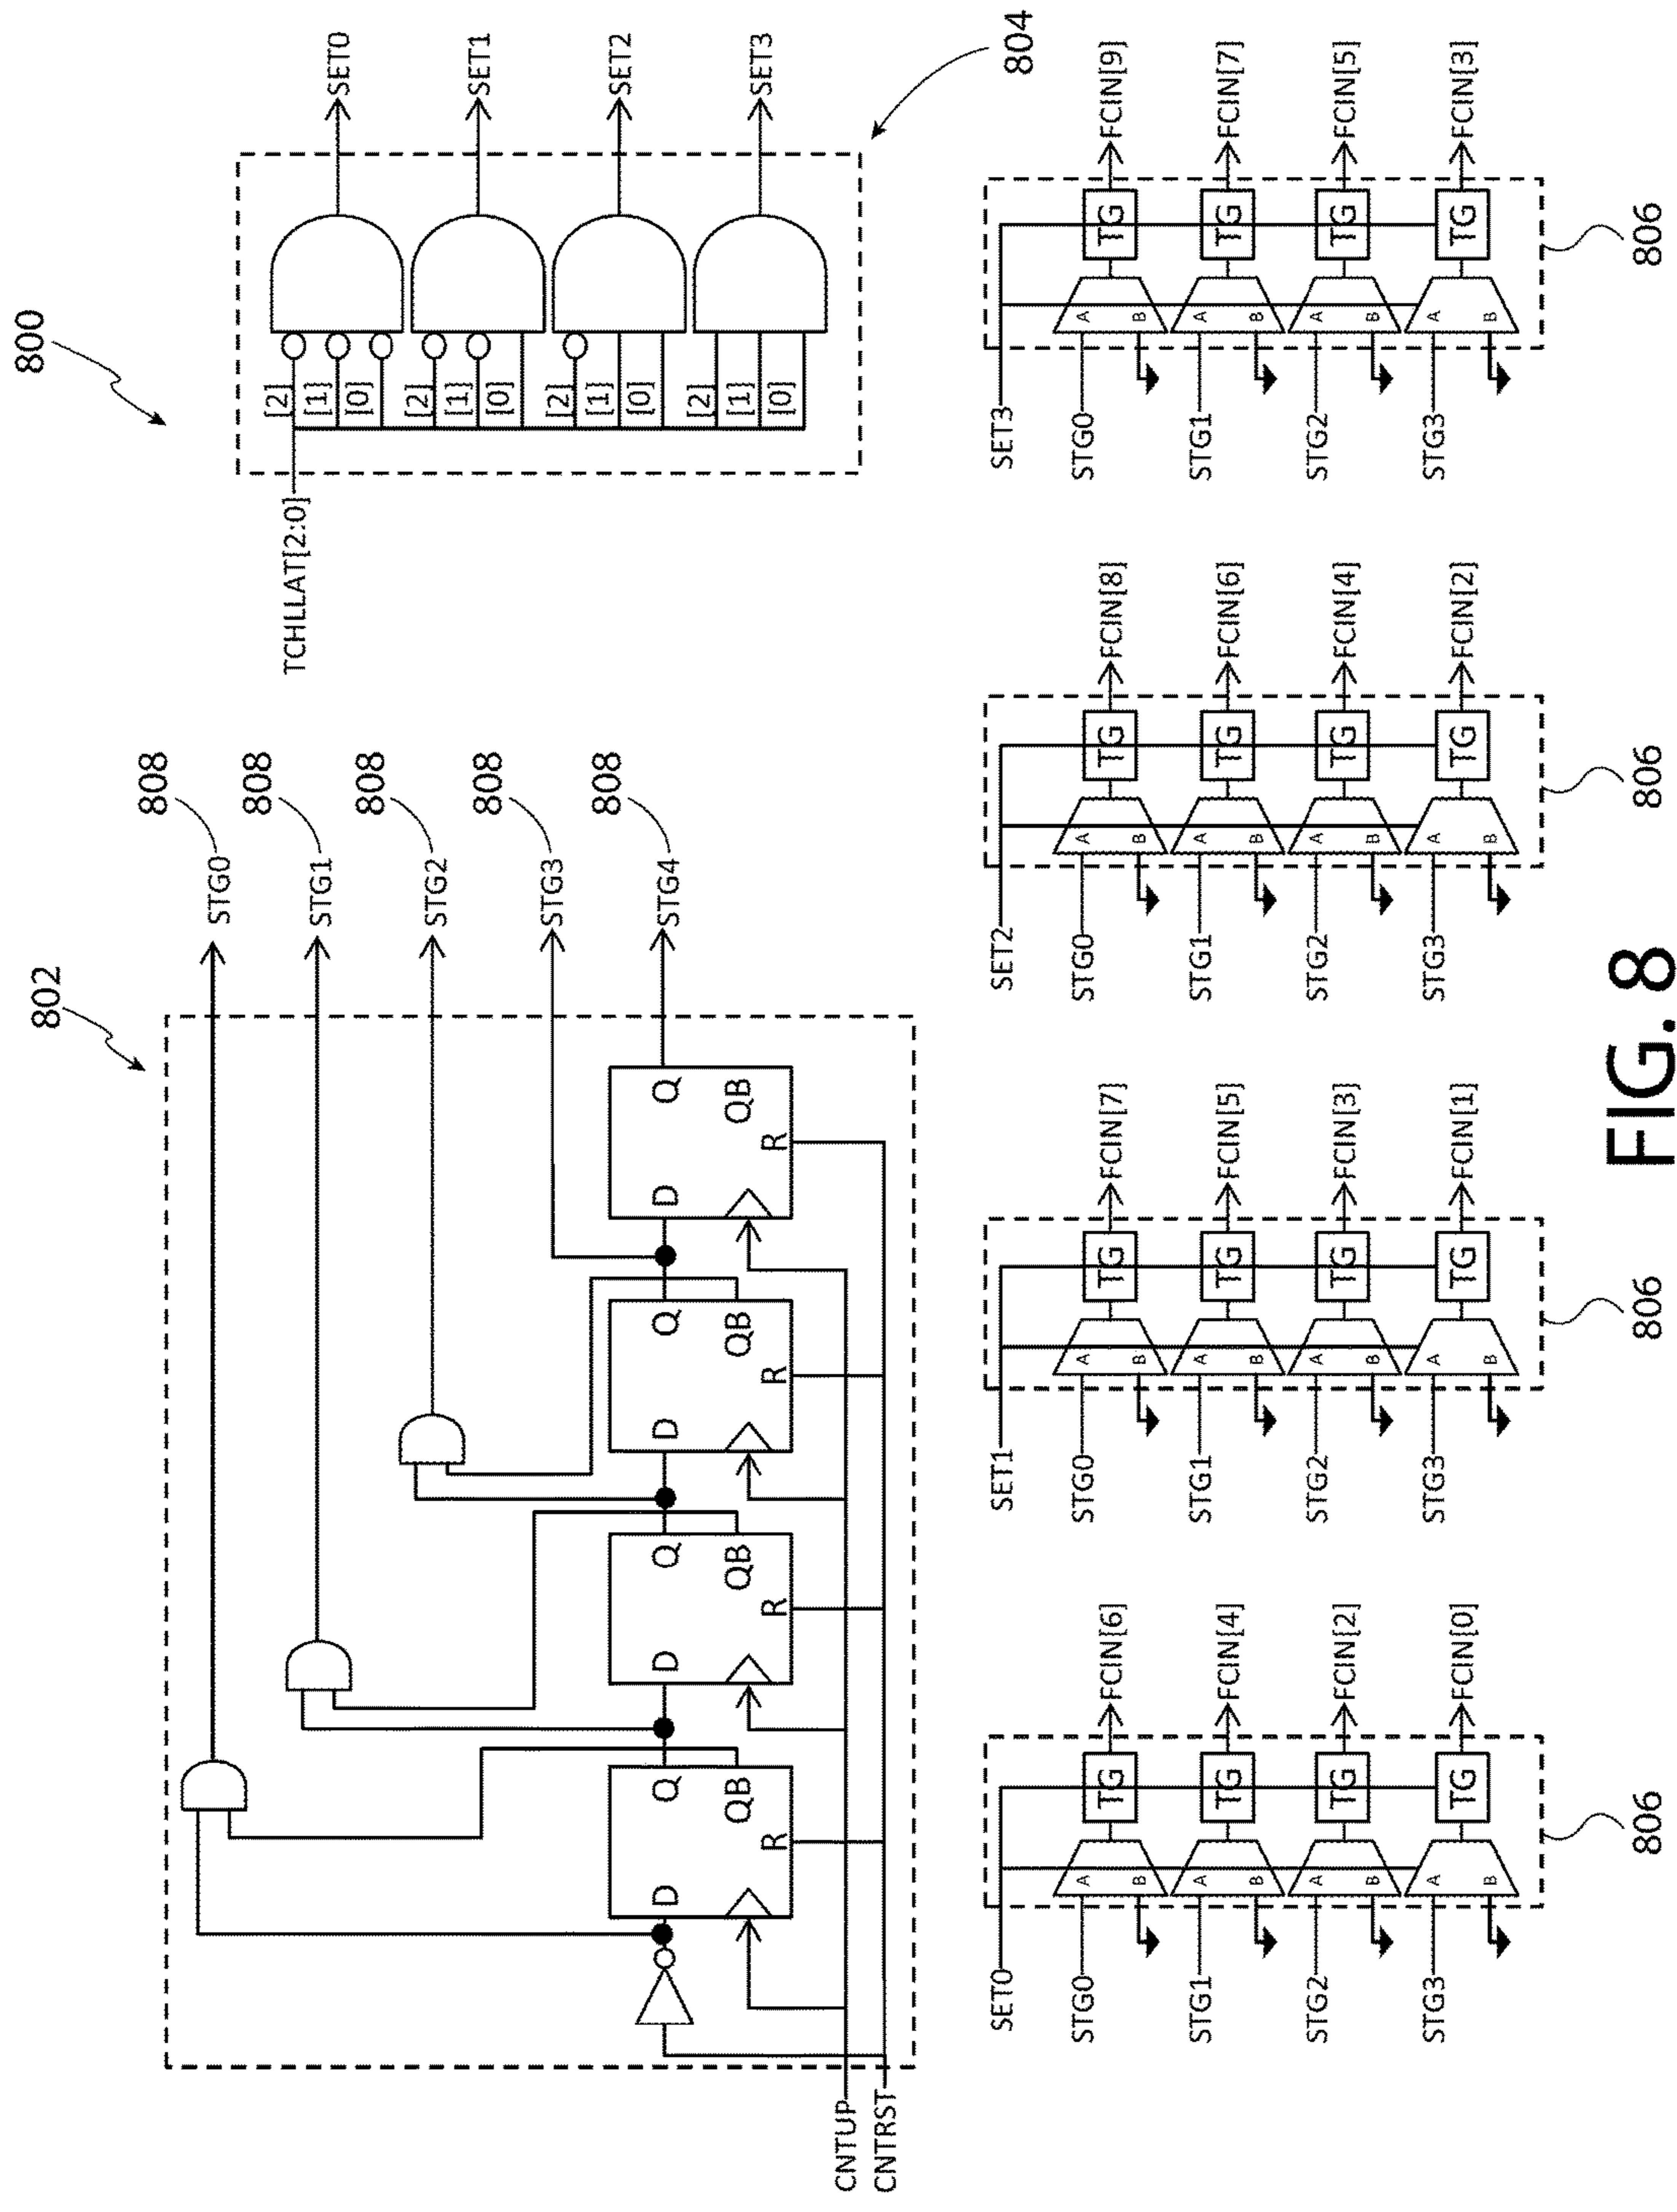 800
802
804
808
808
808
808
808
STG0
STG1
STG2
STG3
STG4
D Q QB R
D Q QB R
D Q QB R
D Q QB R
CNTUP
CNTRST
TCHLLAT[2:0]
[2]
[1]
[0]
[2]
[1]
[0]
[2]
[1]
[0]
[2]
[1]
[0]
SET0
SET1
SET2
SET3
SET0
STG0 A B TG FCIN[6]
STG1 A B TG FCIN[4]
STG2 A B TG FCIN[2]
STG3 A B TG FCIN[0]
806
SET1
STG0 A B TG FCIN[7]
STG1 A B TG FCIN[5]
STG2 A B TG FCIN[3]
STG3 A B TG FCIN[1]
806
SET2
STG0 A B TG FCIN[8]
STG1 A B TG FCIN[6]
STG2 A B TG FCIN[4]
STG3 A B TG FCIN[2]
806
SET3
STG0 A B TG FCIN[9]
STG1 A B TG FCIN[7]
STG2 A B TG FCIN[5]
STG3 A B TG FCIN[3]
806
FIG. 8